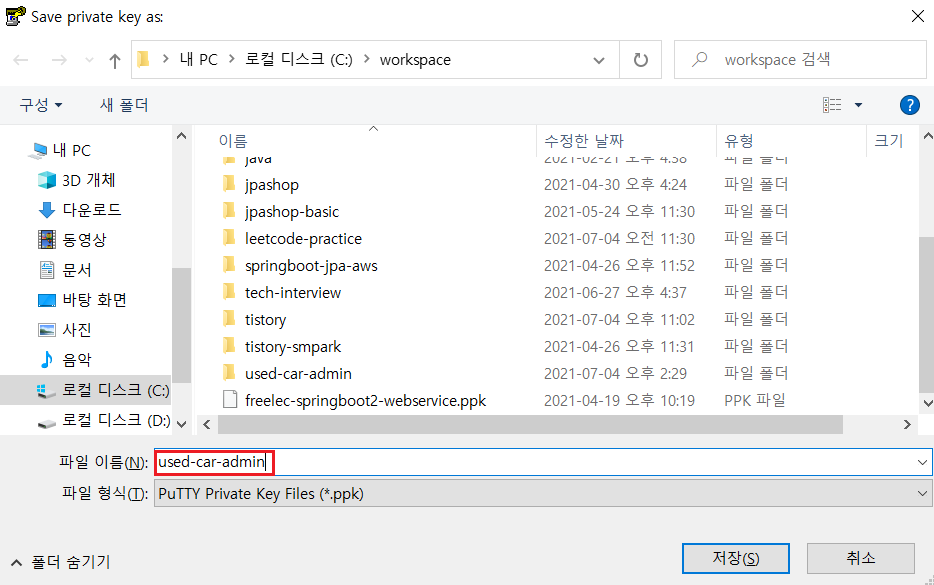 Save private key as:
내 PC > 로컬 디스크 (C:) > workspace
workspace 검색
구성
새 폴더
내 PC
3D 개체
다운로드
동영상
문서
바탕 화면
사진
음악
로컬 디스크 (C:)
로컬 디스크 (D:)
이름 수정한 날짜 유형 크기
java 2021-02-21 오후 4:38 파일 폴더
jpashop 2021-04-30 오후 4:24 파일 폴더
jpashop-basic 2021-05-24 오후 11:30 파일 폴더
leetcode-practice 2021-07-04 오전 11:30 파일 폴더
springboot-jpa-aws 2021-04-26 오후 11:52 파일 폴더
tech-interview 2021-06-27 오후 4:37 파일 폴더
tistory 2021-07-04 오후 11:02 파일 폴더
tistory-smpark 2021-04-26 오후 11:31 파일 폴더
used-car-admin 2021-07-04 오후 2:29 파일 폴더
freelec-springboot2-webservice.ppk 2021-04-19 오후 10:19 PPK 파일
파일 이름(N): used-car-admin
파일 형식(T): PuTTY Private Key Files (*.ppk)
폴더 숨기기
저장(S)
취소